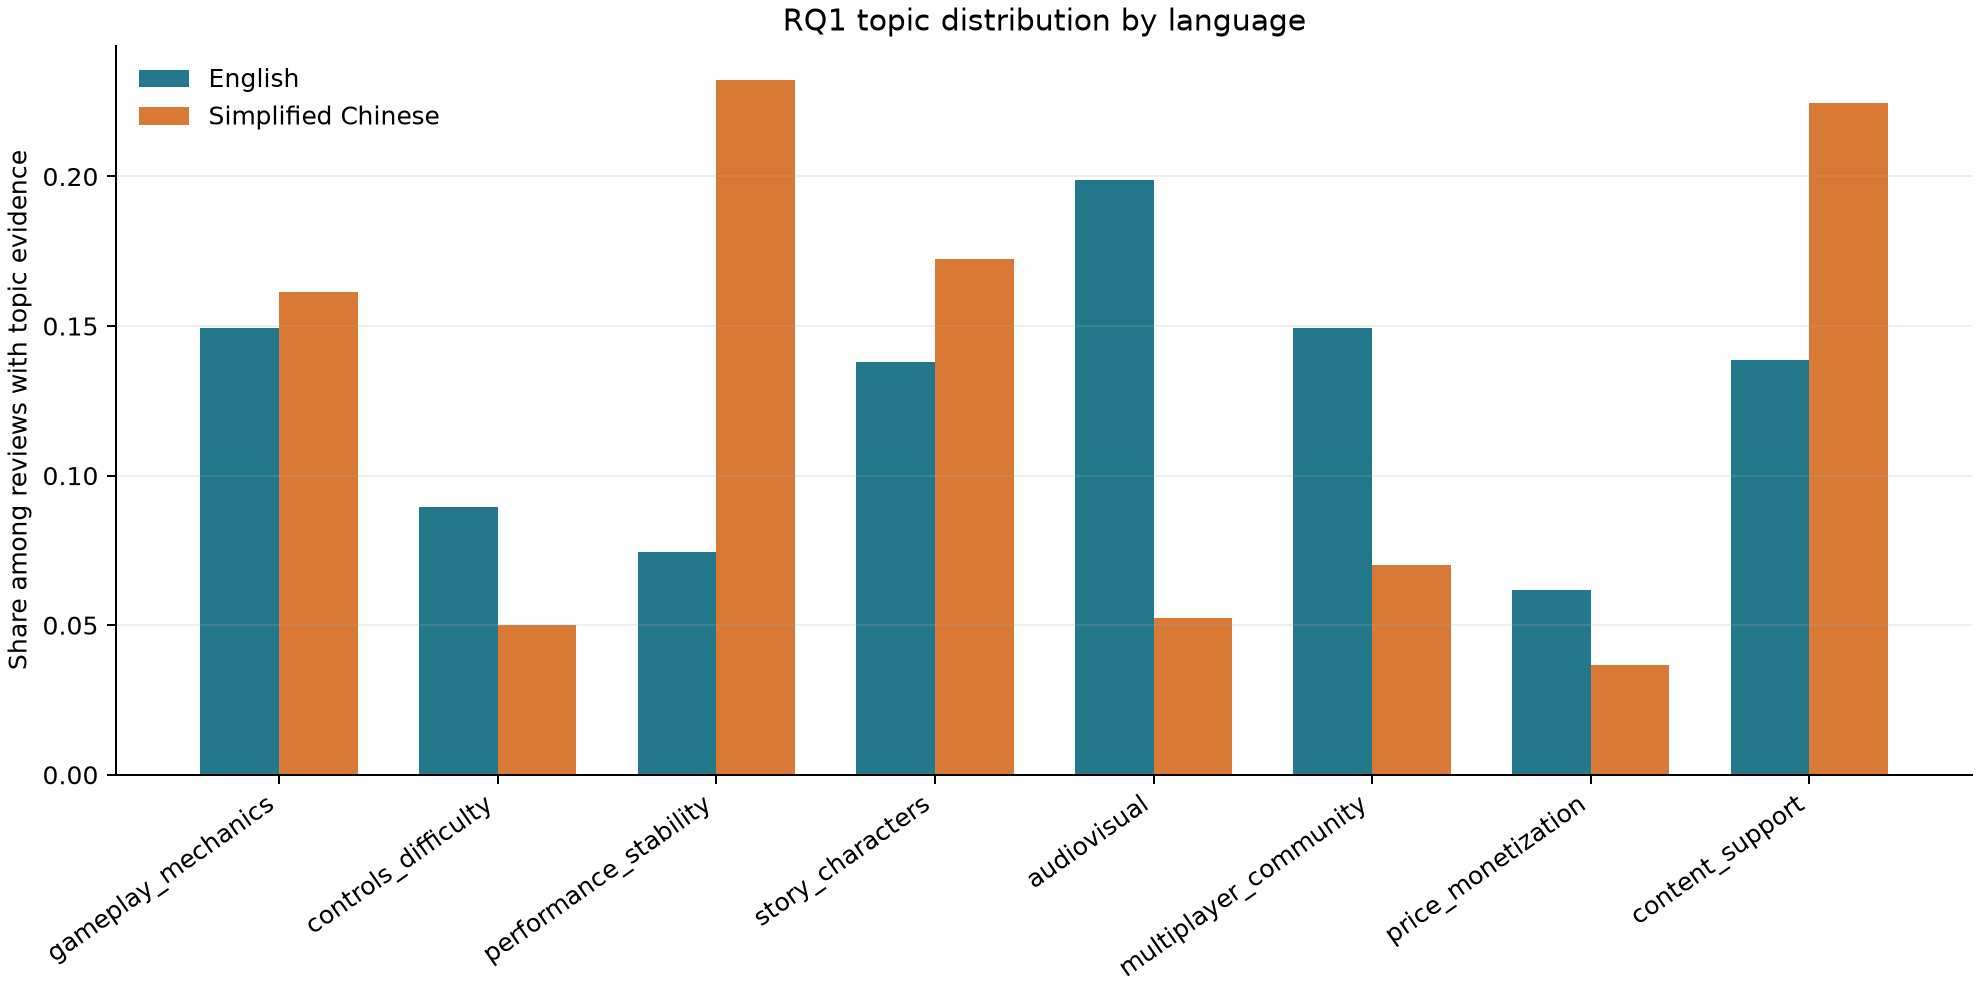 RQ1 topic distribution by language
English
Simplified Chinese
Share among reviews with topic evidence
0.20
0.15
0.10
0.05
0.00
gameplay_mechanics
controls_difficulty
performance_stability
story_characters
audiovisual
multiplayer_community
price_monetization
content_support